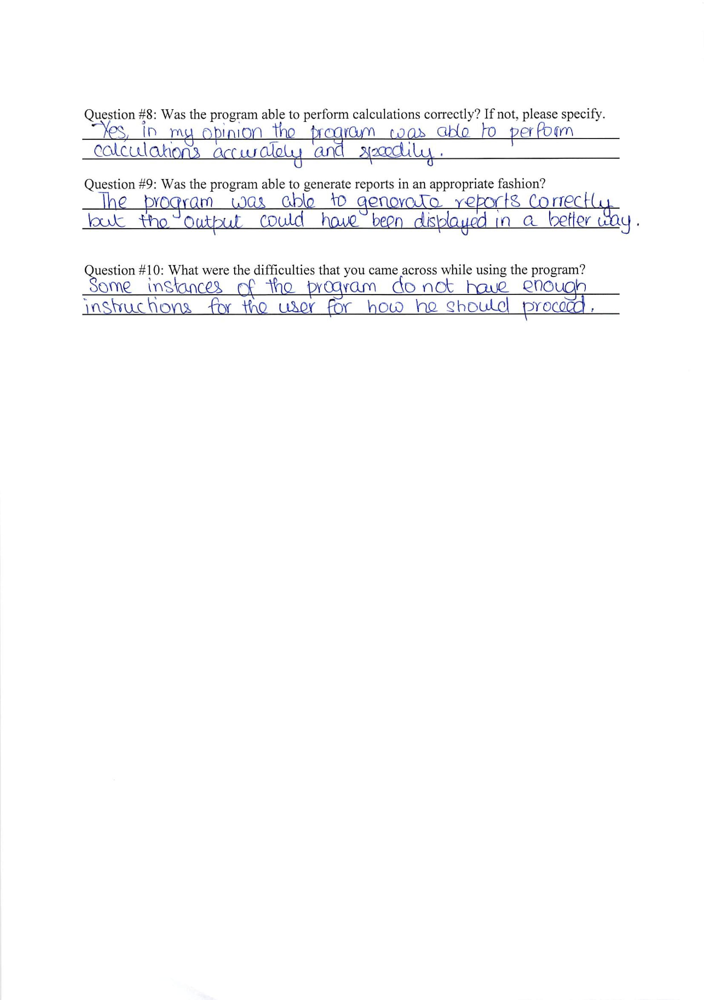 Question #8: Was the program able to perform calculations correctly? If not, please specify.
Yes, in my opinion the program was able to perform
calculations accurately and speedily.
Question #9: Was the program able to generate reports in an appropriate fashion?
The program was able to generate reports correctly
but the output could have been displayed in a better way.
Question #10: What were the difficulties that you came across while using the program?
Some instances of the program do not have enough
instructions for the user for how he should proceed.